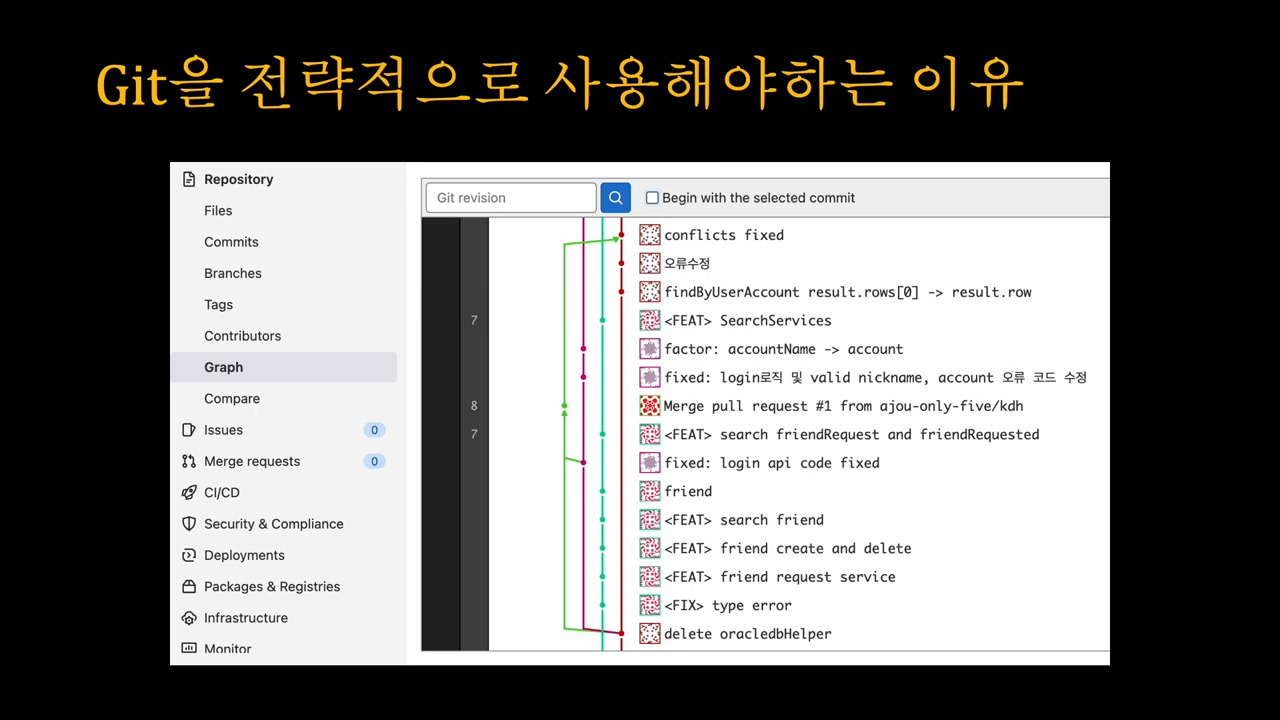 Git을 전략적으로 사용해야하는 이유
Repository
Files
Commits
Branches
Tags
Contributors
Graph
Compare
Issues 0
Merge requests 0
CI/CD
Security & Compliance
Deployments
Packages & Registries
Infrastructure
Monitor
Git revision Begin with the selected commit
conflicts fixed
오류수정
findByUserAccount result.rows[0] -> result.row
7 <FEAT> SearchServices
factor: accountName -> account
fixed: login로직 및 valid nickname, account 오류 코드 수정
8 Merge pull request #1 from ajou-only-five/kdh
7 <FEAT> search friendRequest and friendRequested
fixed: login api code fixed
friend
<FEAT> search friend
<FEAT> friend create and delete
<FEAT> friend request service
<FIX> type error
delete oracledbHelper